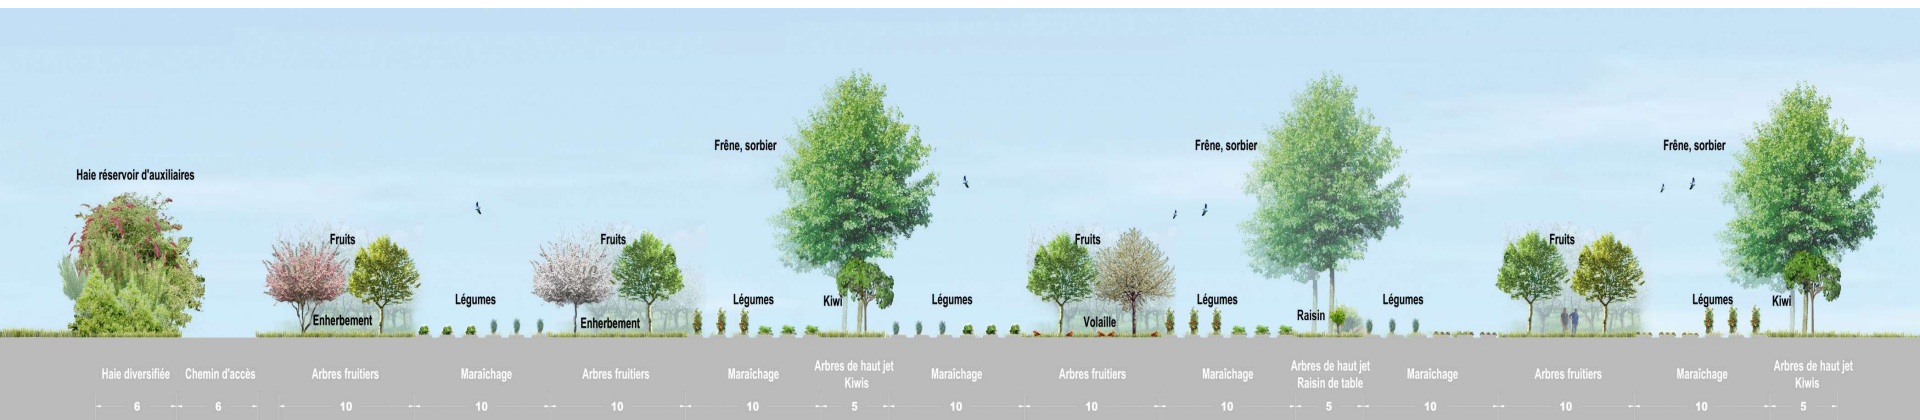 Frêne, sorbier
Frêne, sorbier
Frêne, sorbier
Haie réservoir d'auxiliaires
Fruits
Fruits
Fruits
Fruits
Légumes
Légumes
Kiwi
Légumes
Légumes
Raisin
Légumes
Légumes
Kiwi
Enherbement
Enherbement
Volaille
Haie diversifiée
Chemin d'accès
Arbres fruitiers
Maraîchage
Arbres fruitiers
Maraîchage
Arbres de haut jet
Kiwis
Maraîchage
Arbres fruitiers
Maraîchage
Arbres de haut jet
Raisin de table
Maraîchage
Arbres fruitiers
Maraîchage
Arbres de haut jet
Kiwis
6
6
10
10
10
10
5
10
10
10
5
10
10
10
5